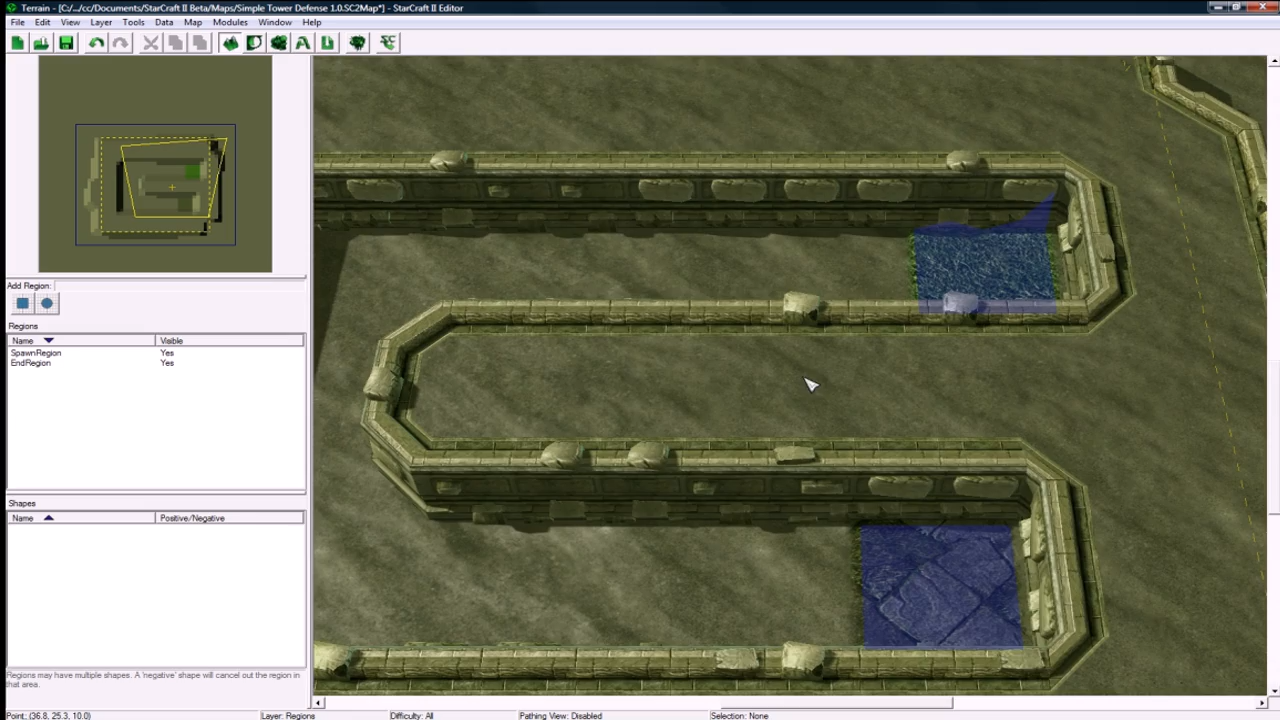 Terrain - [C:/.../cc/Documents/StarCraft II Beta/Maps/Simple Tower Defense 1.0.SC2Map*] - StarCraft II Editor
File Edit View Layer Tools Data Map Modules Window Help
Add Region:
Regions
Name Visible
SpawnRegion Yes
EndRegion Yes
Shapes
Name Positive/Negative
Regions may have multiple shapes. A 'negative' shape will cancel out the region in
that area.
Point: (36.8, 25.3, 10.0) Layer: Regions Difficulty: All Pathing View: Disabled Selection: None